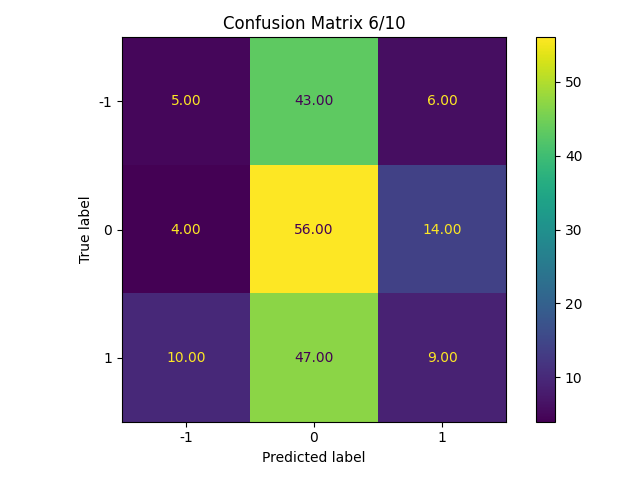 Confusion Matrix 6/10
True label
-1 5.00 43.00 6.00
0 4.00 56.00 14.00
1 10.00 47.00 9.00
-1 0 1
Predicted label
50
40
30
20
10